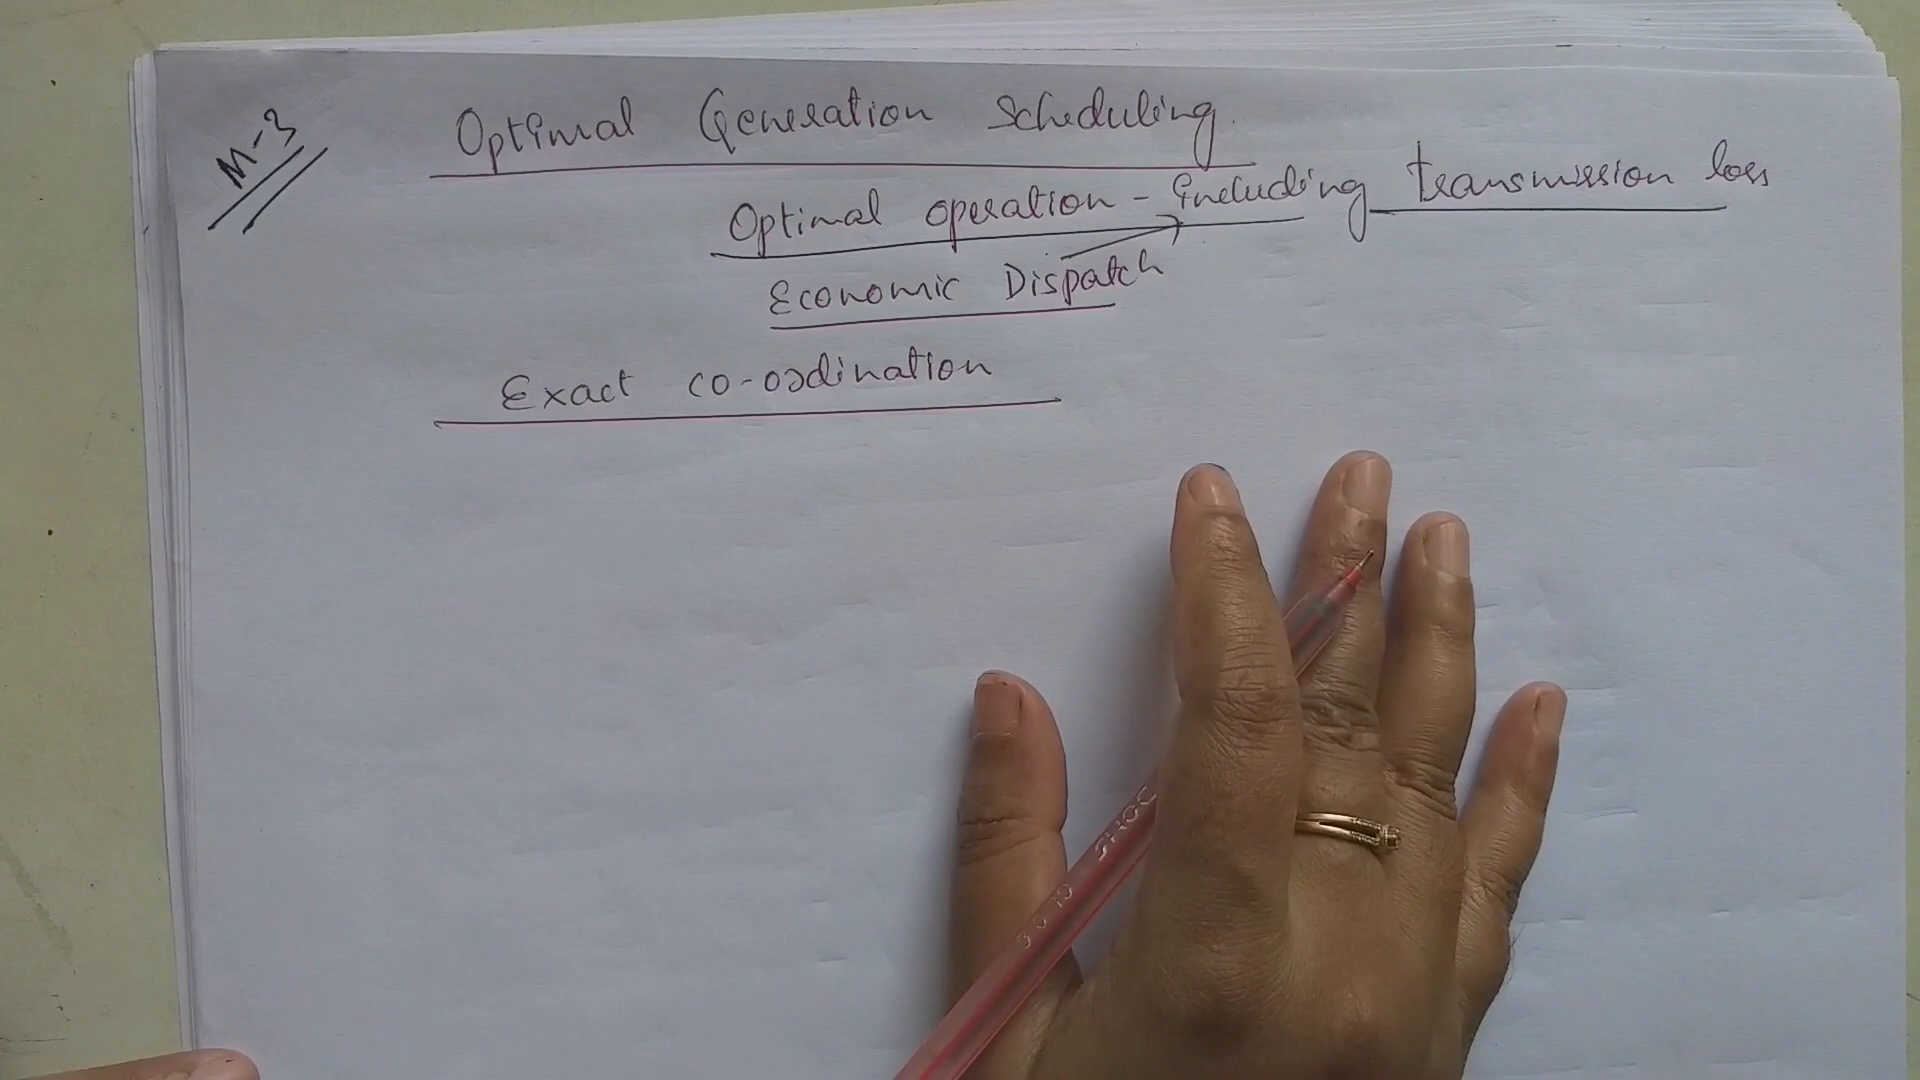 M-3
Optimal Generation Scheduling.
Optimal operation - including transmission loss
Economic Dispatch
Exact co-ordination